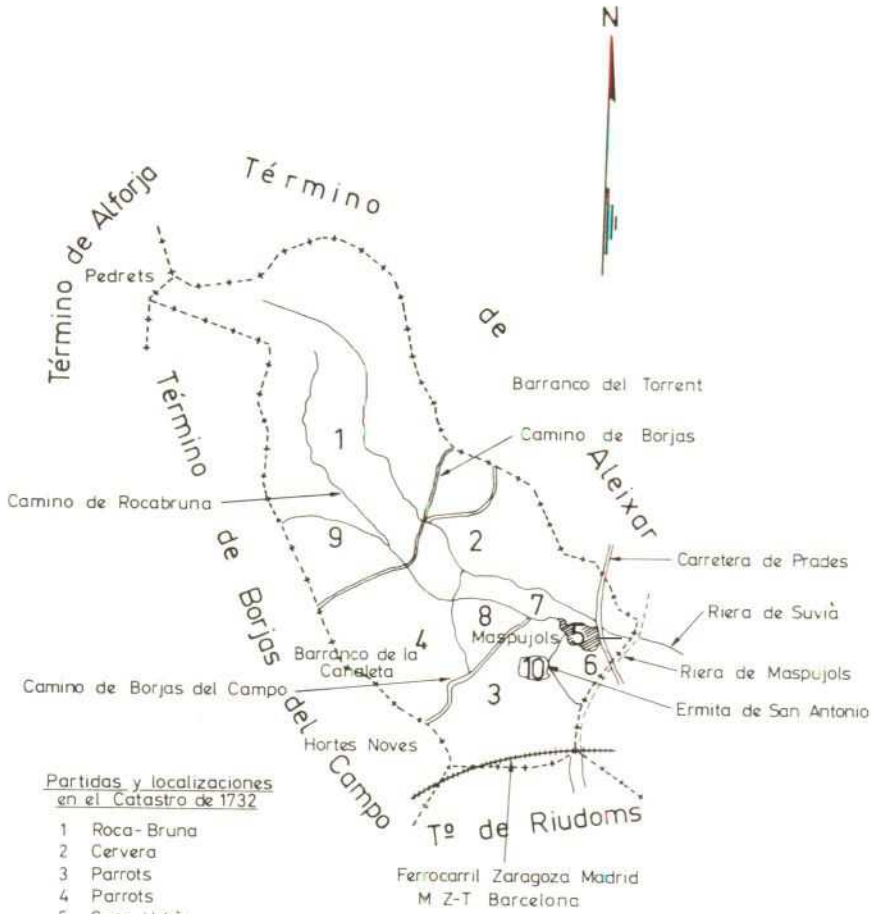 N
Término de Alforja
Término
de
Aleixar
Pedrets
Término
de Borjas
del
Campo
Barranco del Torrent
Camino de Borjas
1
Camino de Rocabruna
9
2
Carretera de Prades
7
8
5
Riera de Suvià
Maspujols
4
6
Barranco de la
Canaleta
10
Riera de Maspujols
Camino de Borjas del Campo
3
Ermita de San Antonio
Hortes Noves
Partidas y localizaciones
en el Catastro de 1732
Tº de Riudoms
1 Roca-Bruna
2 Cervera
3 Parrots
4 Parrots
Ferrocarril Zaragoza Madrid
M. Z-T Barcelona